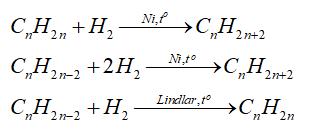 CₙH₂ₙ + H₂ —Ni,t°→ CₙH₂ₙ₊₂
CₙH₂ₙ₋₂ + 2H₂ —Ni,t°→ CₙH₂ₙ₊₂
CₙH₂ₙ₋₂ + H₂ —Lindlar,t°→ CₙH₂ₙ